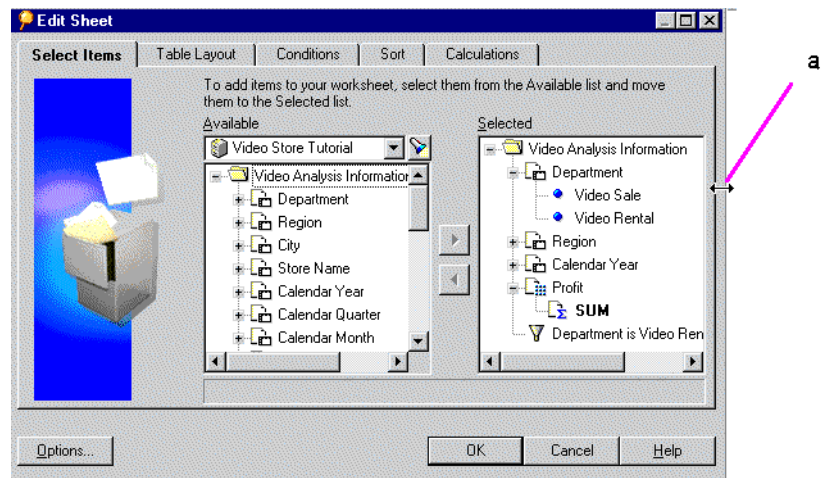 Edit Sheet
a
Select Items Table Layout Conditions Sort Calculations
To add items to your worksheet, select them from the Available list and move
them to the Selected list.
Available
Video Store Tutorial
Video Analysis Information
Department
Region
City
Store Name
Calendar Year
Calendar Quarter
Calendar Month
Selected
Video Analysis Information
Department
Video Sale
Video Rental
Region
Calendar Year
Profit
SUM
Department is Video Ren
Options... OK Cancel Help